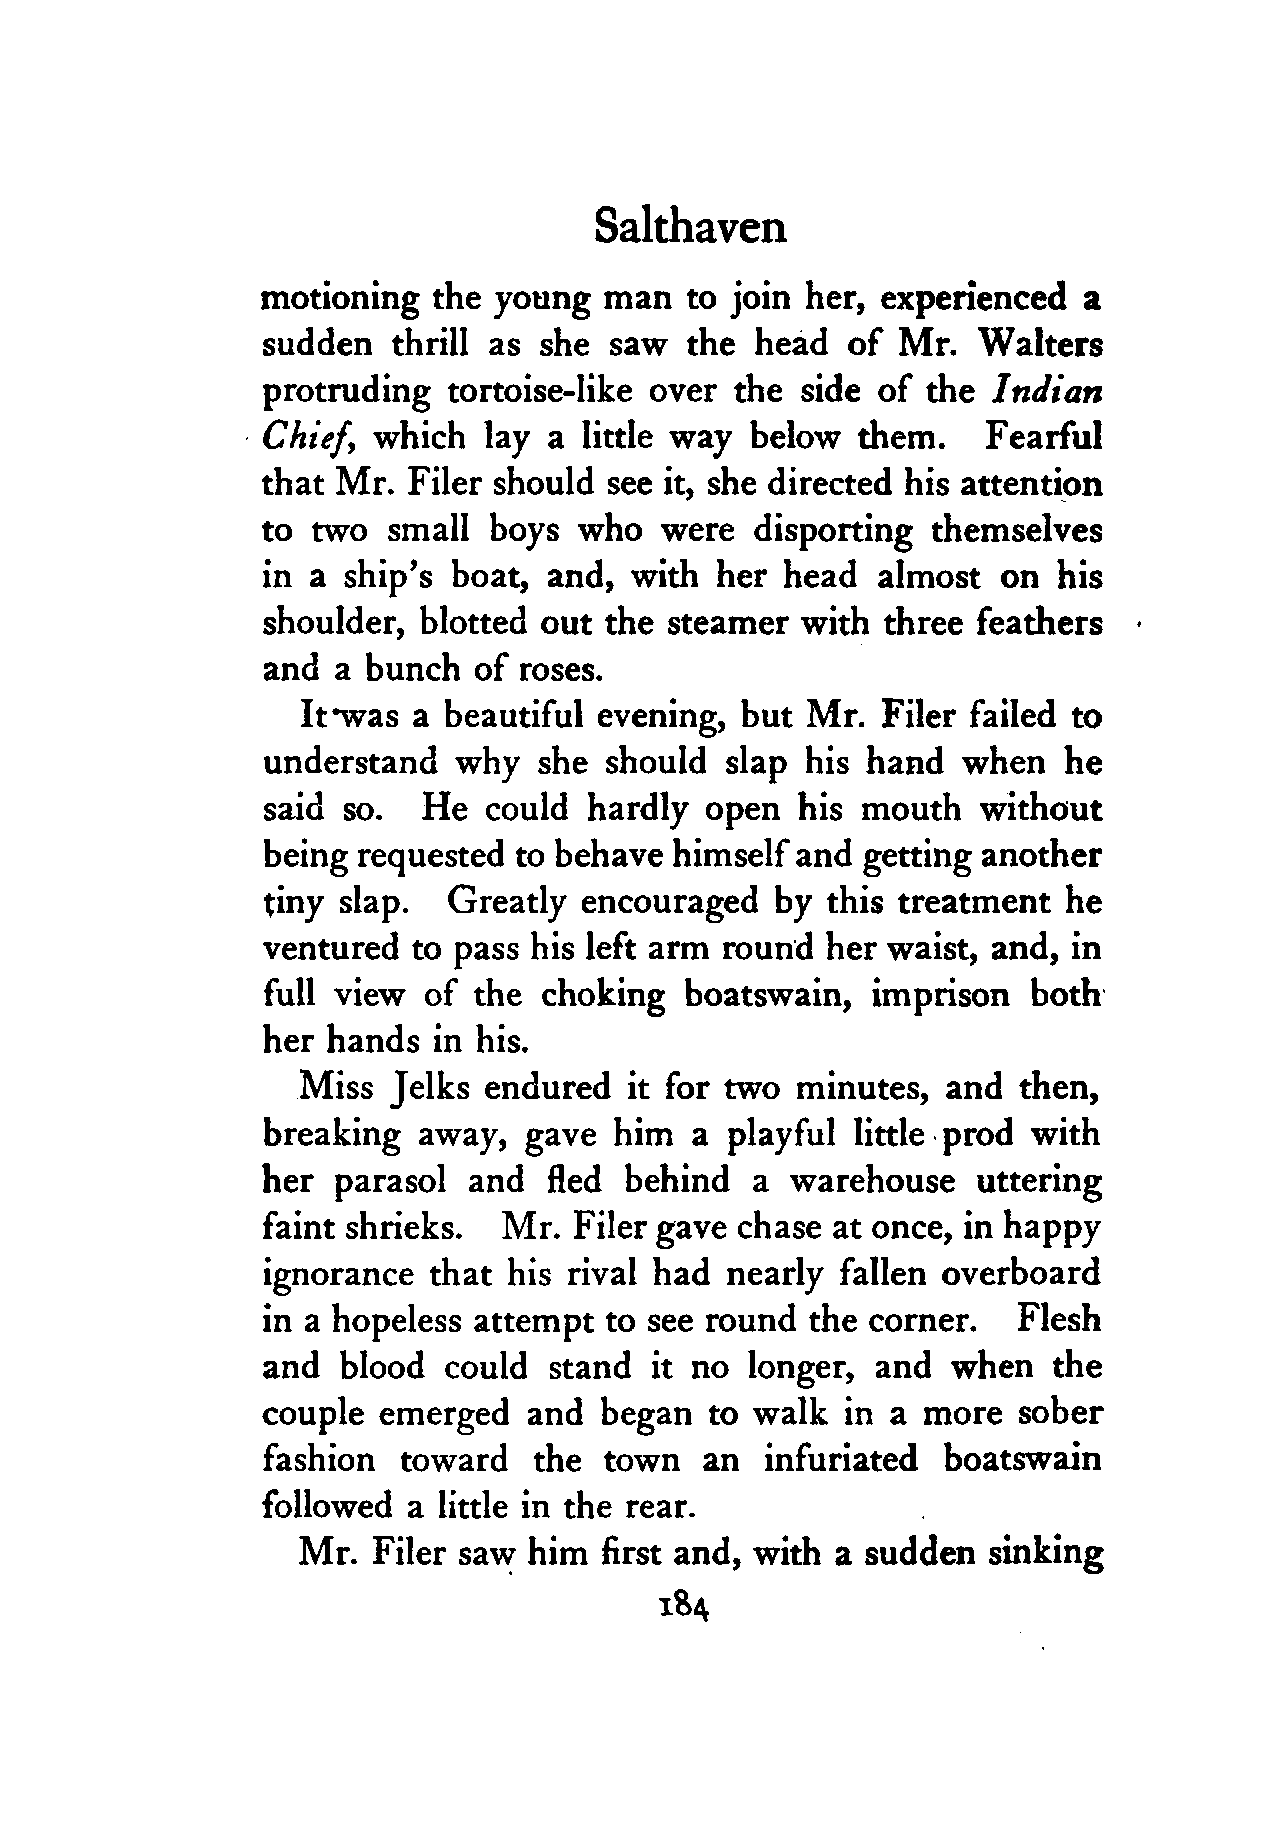 Salthaven
motioning the young man to join her, experienced a
sudden thrill as she saw the head of Mr. Walters
protruding tortoise-like over the side of the Indian
Chief, which lay a little way below them. Fearful
that Mr. Filer should see it, she directed his attention
to two small boys who were disporting themselves
in a ship's boat, and, with her head almost on his
shoulder, blotted out the steamer with three feathers
and a bunch of roses.
It was a beautiful evening, but Mr. Filer failed to
understand why she should slap his hand when he
said so. He could hardly open his mouth without
being requested to behave himself and getting another
tiny slap. Greatly encouraged by this treatment he
ventured to pass his left arm round her waist, and, in
full view of the choking boatswain, imprison both
her hands in his.
Miss Jelks endured it for two minutes, and then,
breaking away, gave him a playful little prod with
her parasol and fled behind a warehouse uttering
faint shrieks. Mr. Filer gave chase at once, in happy
ignorance that his rival had nearly fallen overboard
in a hopeless attempt to see round the corner. Flesh
and blood could stand it no longer, and when the
couple emerged and began to walk in a more sober
fashion toward the town an infuriated boatswain
followed a little in the rear.
Mr. Filer saw him first and, with a sudden sinking
184